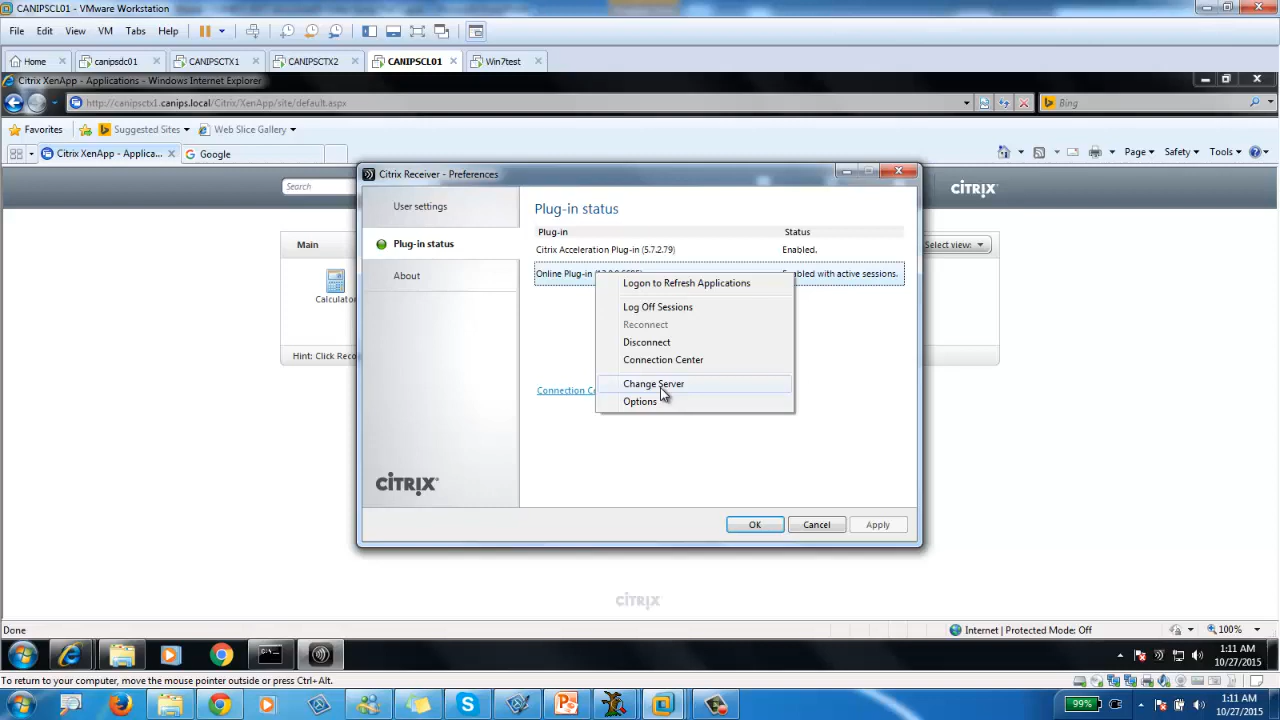 CANIPSCL01 - VMware Workstation
File Edit View VM Tabs Help
Home canipsdc01 CANIPSCTX1 CANIPSCTX2 CANIPSCL01 Win7test
Citrix XenApp - Applications - Windows Internet Explorer
http://canipsctx1.canips.local/Citrix/XenApp/site/default.aspx
Bing
Favorites Suggested Sites Web Slice Gallery
Citrix XenApp - Applica... Google
Page Safety Tools
Citrix Receiver - Preferences
Search
CITRIX
User settings
Plug-in status
About
Plug-in status
Plug-in Status
Citrix Acceleration Plug-in (5.7.2.79) Enabled.
Online Plug-in
with active sessions.
Main
Select view:
Calculator
Hint: Click
Logon to Refresh Applications
Log Off Sessions
Reconnect
Disconnect
Connection Center
Change Server
Options
Connection
CITRIX
OK Cancel Apply
CITRIX
Done
Internet | Protected Mode: Off
100%
1:11 AM
10/27/2015
To return to your computer, move the mouse pointer outside or press Ctrl+Alt.
99%
1:11 AM
10/27/2015